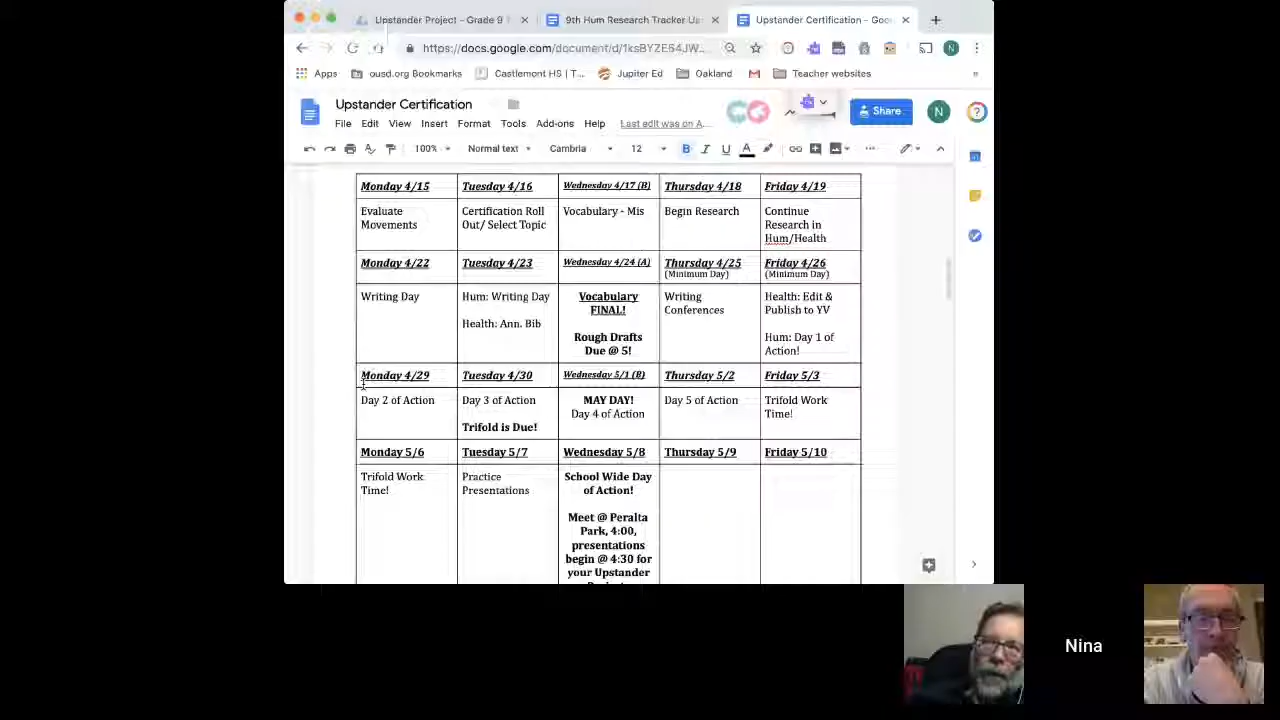 Upstander Project - Grade 9
9th Hum Research Tracker
Upstander Certification - Goo
https://docs.google.com/document/d/1ksBYZE64JW...
N
Apps
ousd.org Bookmarks
Castlemont HS | T...
Jupiter Ed
Oakland
Teacher websites
»
Upstander Certification
Share
N
File Edit View Insert Format Tools Add-ons Help Last edit was on A...
100% Normal text Cambria 12 B I U A
Monday 4/15 Tuesday 4/16 Wednesday 4/17 (B) Thursday 4/18 Friday 4/19
Evaluate
Movements
Certification Roll
Out/ Select Topic
Vocabulary - Mis
Begin Research
Continue
Research in
Hum/Health
Monday 4/22 Tuesday 4/23 Wednesday 4/24 (A) Thursday 4/25 Friday 4/26
(Minimum Day) (Minimum Day)
Writing Day
Hum: Writing Day
Health: Ann. Bib
Vocabulary
FINAL!
Rough Drafts
Due @ 5!
Writing
Conferences
Health: Edit &
Publish to YV
Hum: Day 1 of
Action!
Monday 4/29 Tuesday 4/30 Wednesday 5/1 (B) Thursday 5/2 Friday 5/3
Day 2 of Action
Day 3 of Action
Trifold is Due!
MAY DAY!
Day 4 of Action
Day 5 of Action
Trifold Work
Time!
Monday 5/6 Tuesday 5/7 Wednesday 5/8 Thursday 5/9 Friday 5/10
Trifold Work
Time!
Practice
Presentations
School Wide Day
of Action!
Meet @ Peralta
Park, 4:00,
presentations
begin @ 4:30 for
your Upstander
Nina